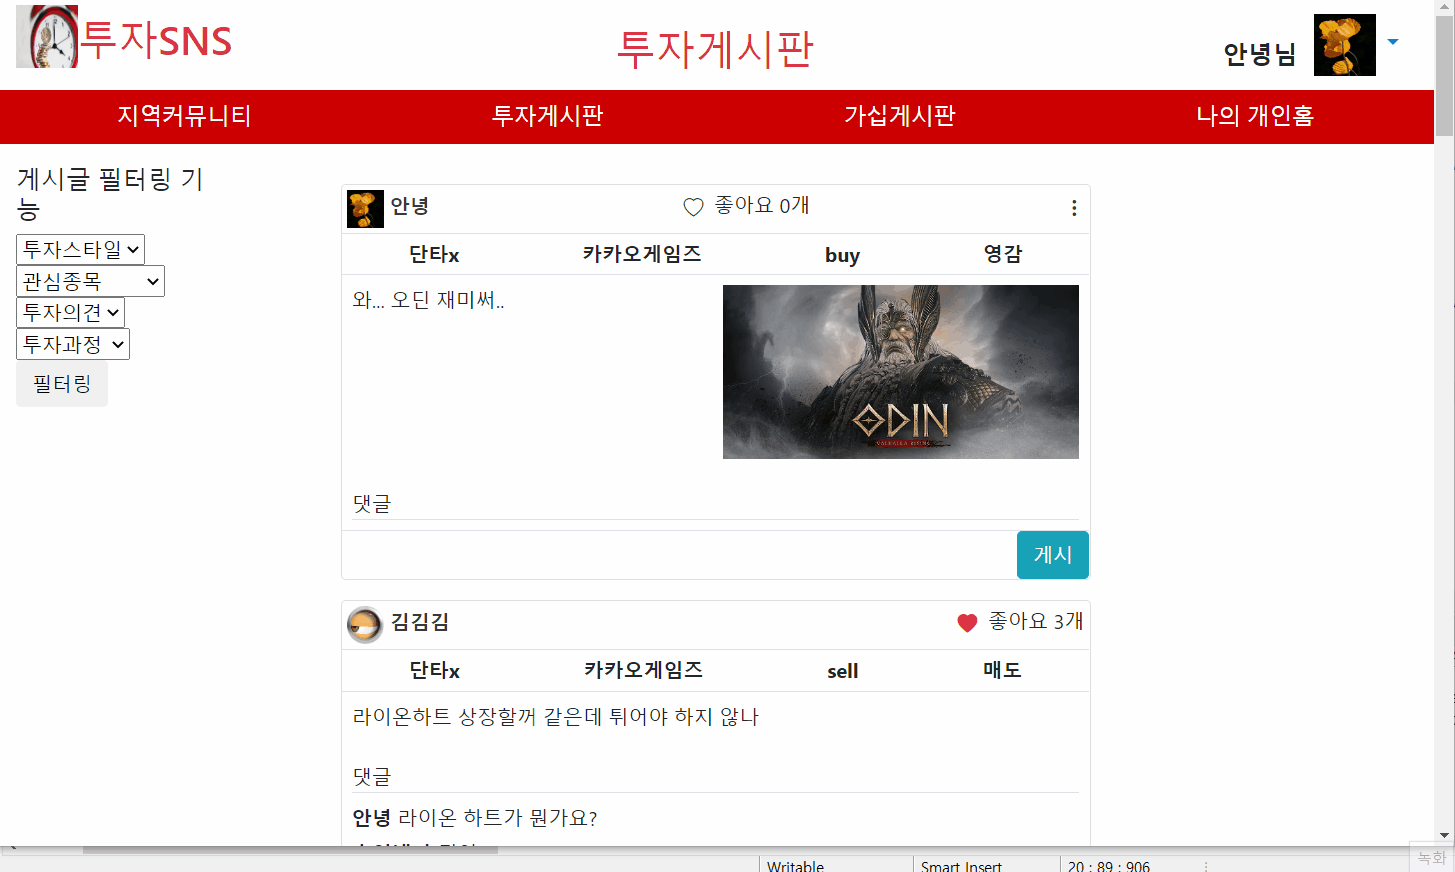 투자SNS
투자게시판
안녕님
지역커뮤니티 투자게시판 가십게시판 나의 개인홈
게시글 필터링 기
능
투자스타일
관심종목
투자의견
투자과정
필터링
안녕 좋아요 0개
단타x 카카오게임즈 buy 영감
와... 오딘 재미써..
ODIN
VALHALLA RISING
댓글
게시
김김김 좋아요 3개
단타x 카카오게임즈 sell 매도
라이온하트 상장할꺼 같은데 튀어야 하지 않나
댓글
안녕 라이온 하트가 뭔가요?
Writable Smart Insert 20 : 89 : 906
녹화